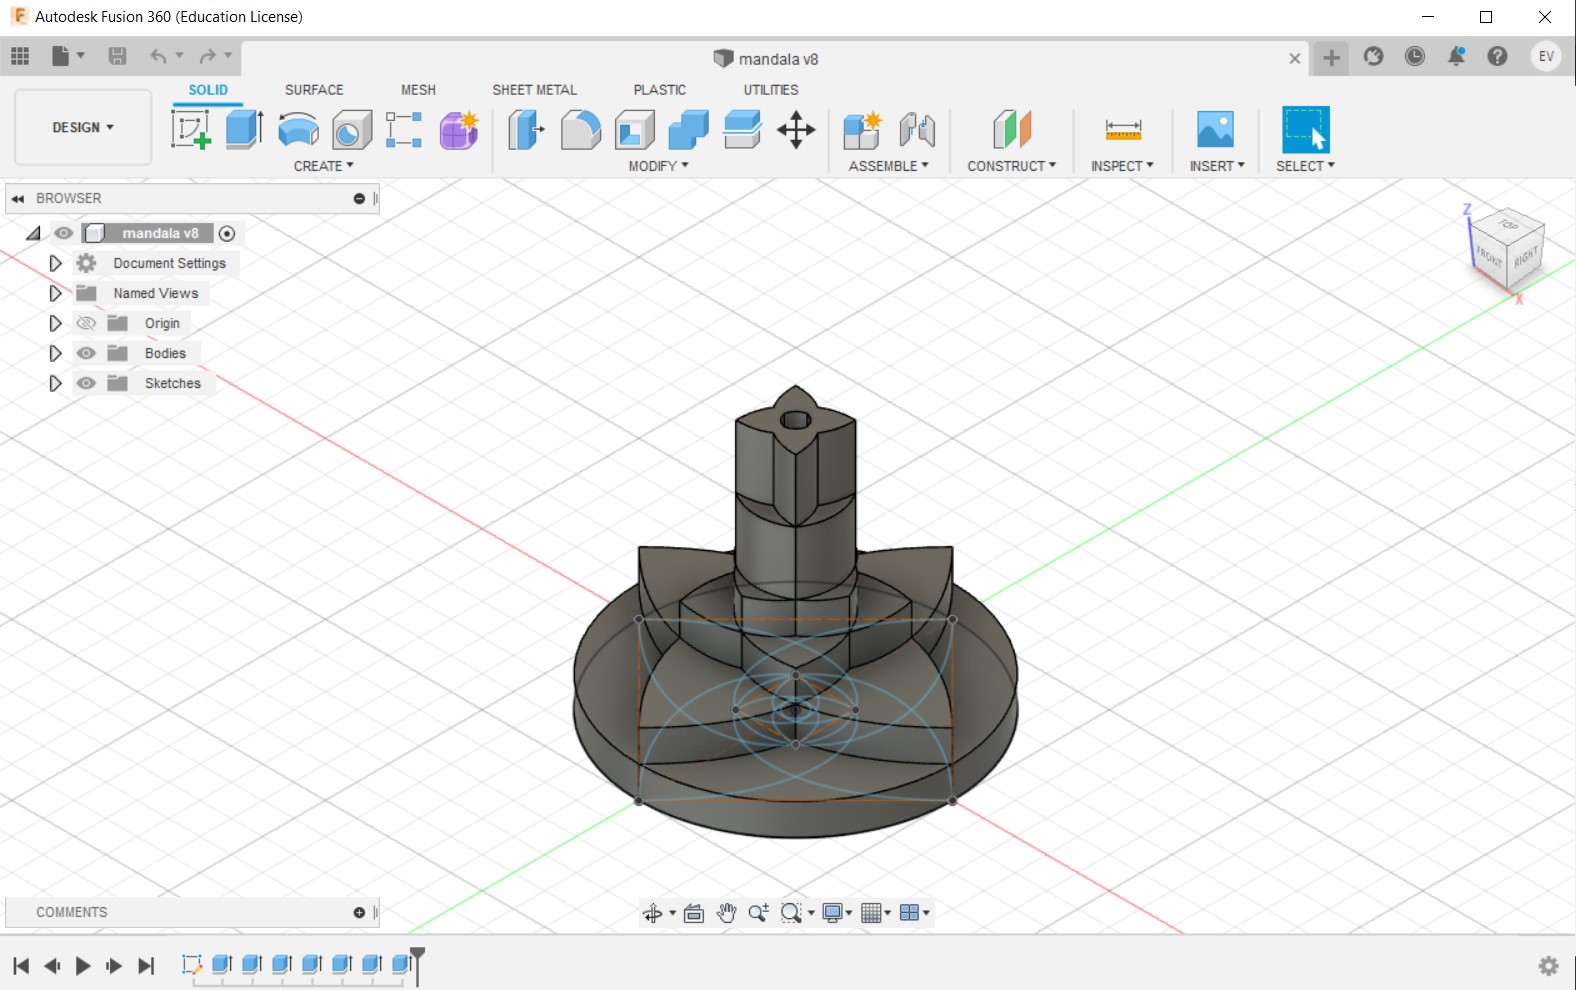 F Autodesk Fusion 360 (Education License)
mandala v8
EV
DESIGN
SOLID SURFACE MESH SHEET METAL PLASTIC UTILITIES
CREATE MODIFY ASSEMBLE CONSTRUCT INSPECT INSERT SELECT
BROWSER
mandala v8
Document Settings
Named Views
Origin
Bodies
Sketches
Z
TOP
FRONT RIGHT
X
COMMENTS